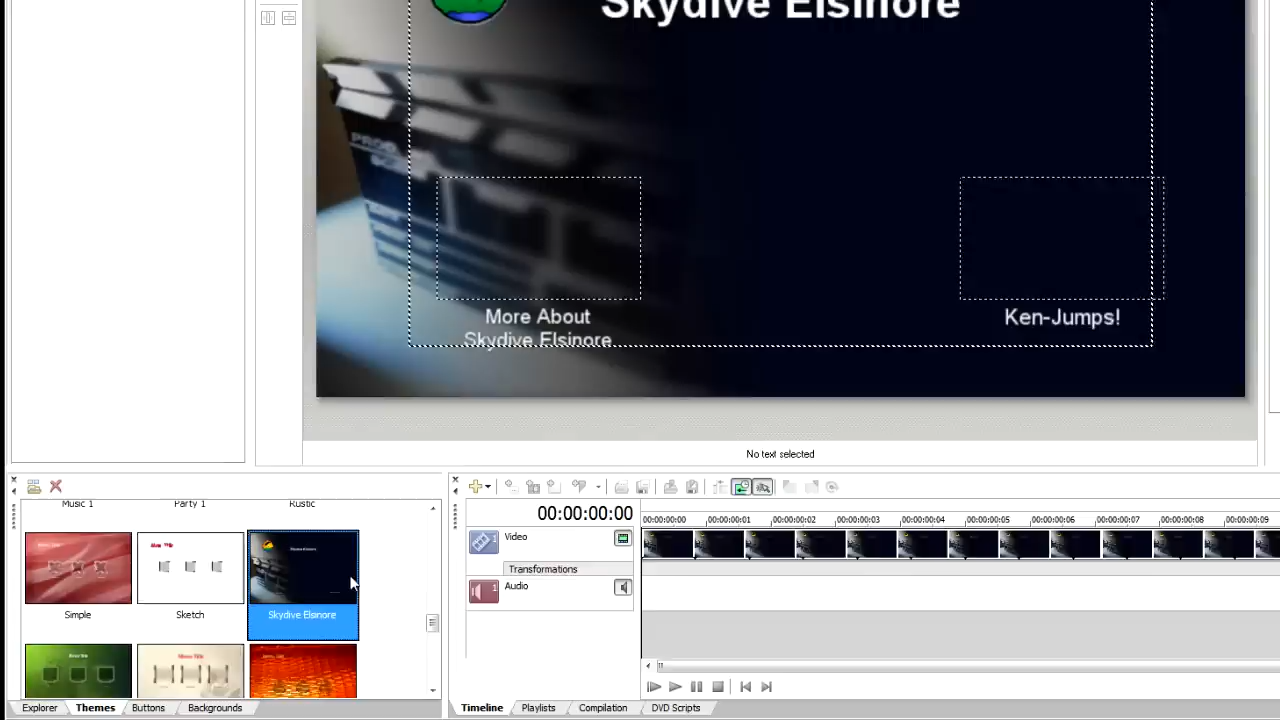 Skydive Elsinore
PROD.
More About
Skydive Elsinore
Ken-Jumps!
No text selected
Music 1
Party 1
Rustic
Simple
Sketch
Skydive Elsinore
Explorer
Themes
Buttons
Backgrounds
00:00:00:00
00:00:00:00
00:00:00:01
00:00:00:02
00:00:00:03
00:00:00:04
00:00:00:05
00:00:00:06
00:00:00:07
00:00:00:08
00:00:00:09
1
Video
Transformations
1
Audio
Timeline
Playlists
Compilation
DVD Scripts